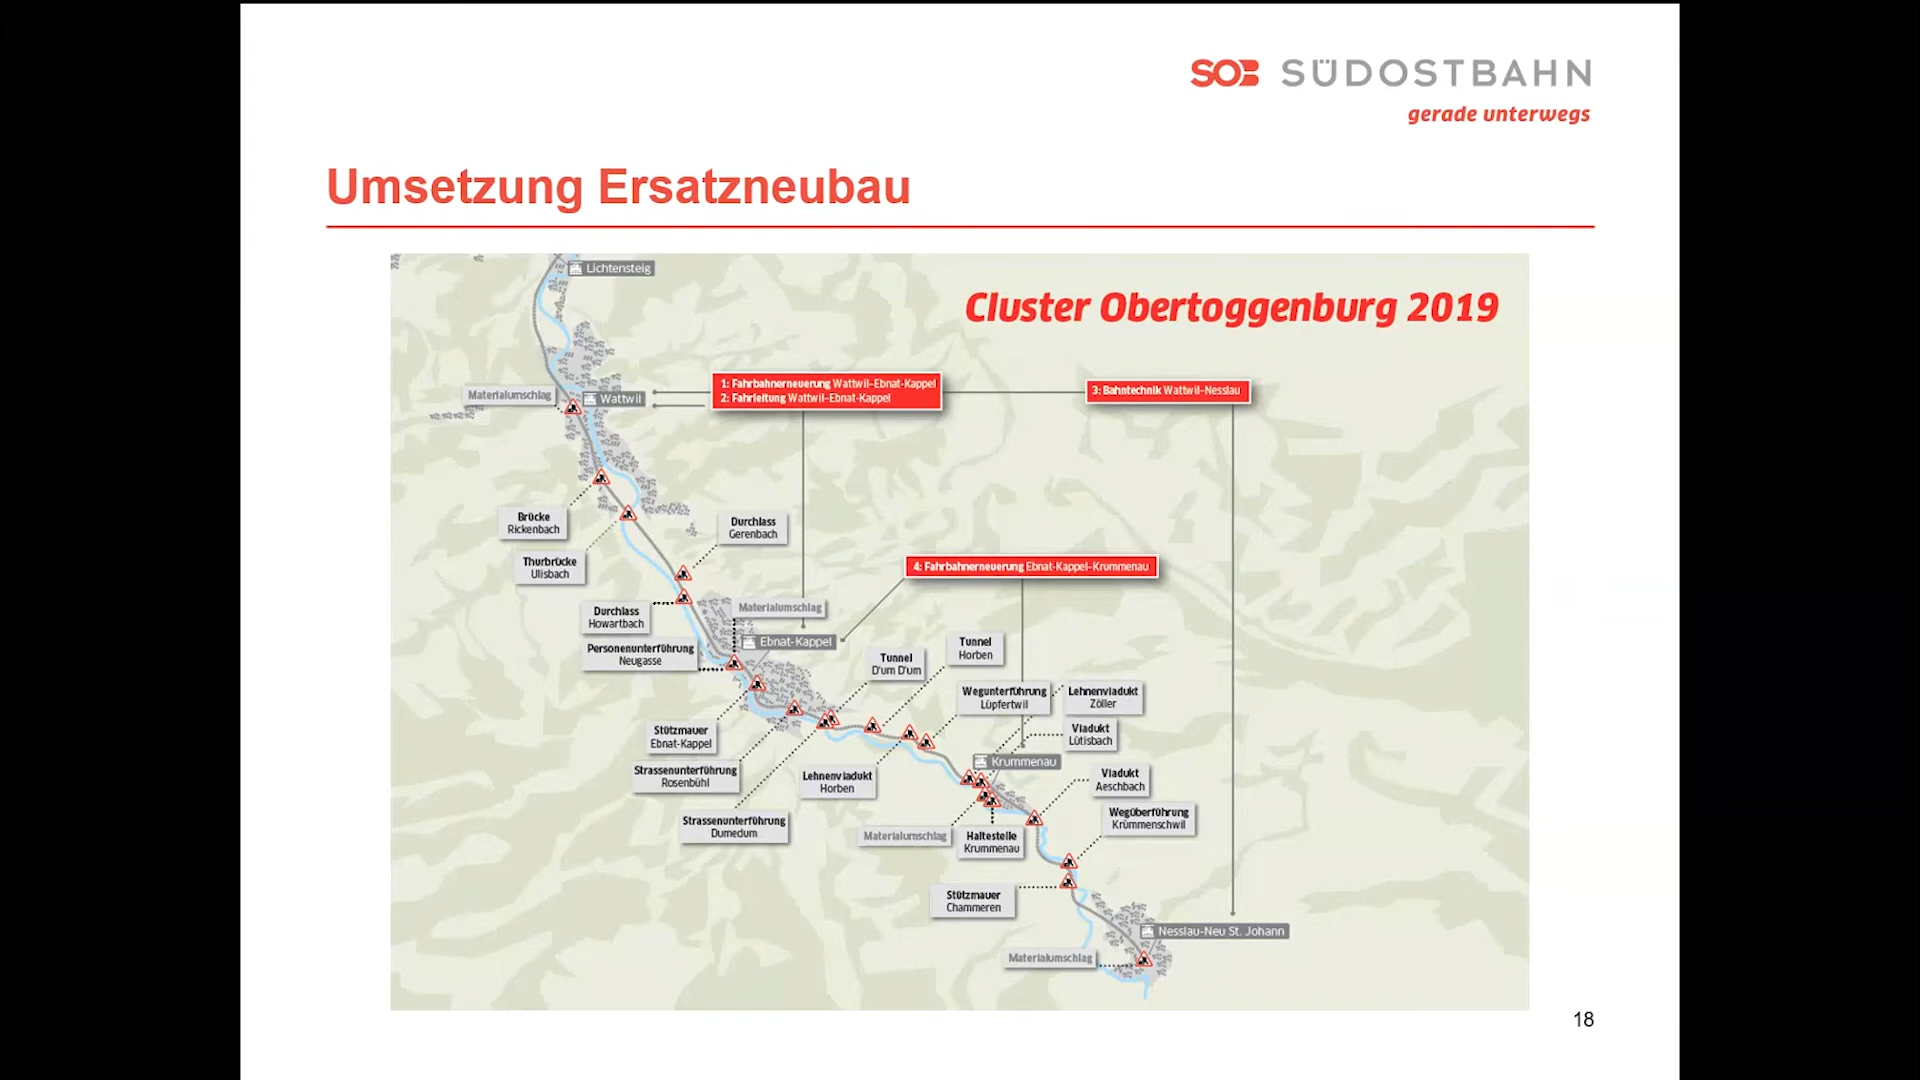 SOB SÜDOSTBAHN
gerade unterwegs
Umsetzung Ersatzneubau
Lichtensteig
Cluster Obertoggenburg 2019
Materialumschlag
Wattwil
1: Fahrbahnerneuerung Wattwil-Ebnat-Kappel
2: Fahrleitung Wattwil-Ebnat-Kappel
3: Bahntechnik Wattwil-Nesslau
Brücke
Rickenbach
Durchlass
Gerenbach
Thurbrücke
Ulisbach
4: Fahrbahnerneuerung Ebnat-Kappel-Krummenau
Durchlass
Howartbach
Materialumschlag
Ebnat-Kappel
Personenunterführung
Neugasse
Tunnel
D'um D'um
Tunnel
Horben
Wegunterführung
Lüpfertwil
Lehnenviadukt
Zöller
Stützmauer
Ebnat-Kappel
Viadukt
Lütisbach
Strassenunterführung
Rosenbühl
Lehnenviadukt
Horben
Krummenau
Viadukt
Aeschbach
Strassenunterführung
Dumedum
Materialumschlag
Haltestelle
Krummenau
Wegüberführung
Krümmenschwil
Stützmauer
Chammeren
Nesslau-Neu St. Johann
Materialumschlag
18